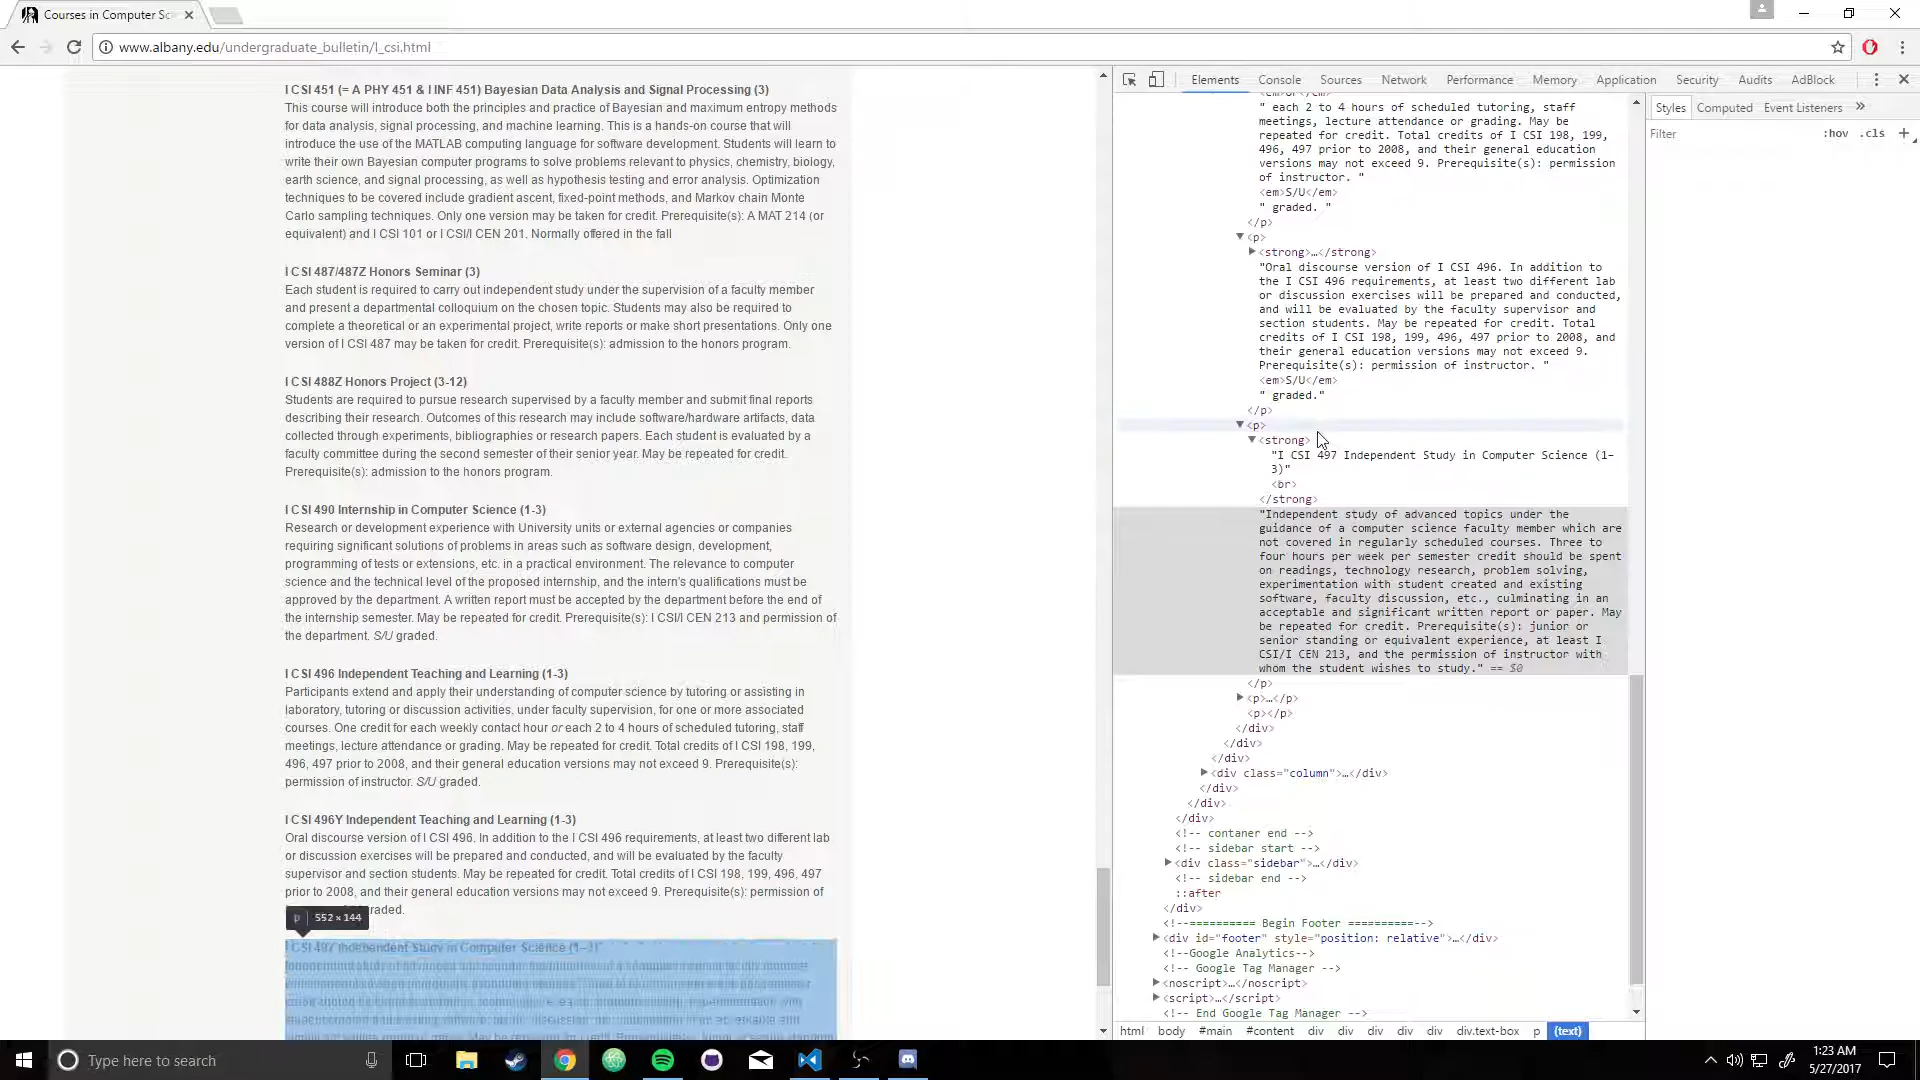 Courses in Computer Sc
www.albany.edu/undergraduate_bulletin/I_csi.html
I CSI 451 (= A PHY 451 & I INF 451) Bayesian Data Analysis and Signal Processing (3)
This course will introduce both the principles and practice of Bayesian and maximum entropy methods
for data analysis, signal processing, and machine learning. This is a hands-on course that will
introduce the use of the MATLAB computing language for software development. Students will learn to
write their own Bayesian computer programs to solve problems relevant to physics, chemistry, biology,
earth science, and signal processing, as well as hypothesis testing and error analysis. Optimization
techniques to be covered include gradient ascent, fixed-point methods, and Markov chain Monte
Carlo sampling techniques. Only one version may be taken for credit. Prerequisite(s): A MAT 214 (or
equivalent) and I CSI 101 or I CSI/I CEN 201. Normally offered in the fall
I CSI 487/487Z Honors Seminar (3)
Each student is required to carry out independent study under the supervision of a faculty member
and present a departmental colloquium on the chosen topic. Students may also be required to
complete a theoretical or an experimental project, write reports or make short presentations. Only one
version of I CSI 487 may be taken for credit. Prerequisite(s): admission to the honors program.
I CSI 488Z Honors Project (3-12)
Students are required to pursue research supervised by a faculty member and submit final reports
describing their research. Outcomes of this research may include software/hardware artifacts, data
collected through experiments, bibliographies or research papers. Each student is evaluated by a
faculty committee during the second semester of their senior year. May be repeated for credit.
Prerequisite(s): admission to the honors program.
I CSI 490 Internship in Computer Science (1-3)
Research or development experience with University units or external agencies or companies
requiring significant solutions of problems in areas such as software design, development,
programming of tests or extensions, etc. in a practical environment. The relevance to computer
science and the technical level of the proposed internship, and the intern's qualifications must be
approved by the department. A written report must be accepted by the department before the end of
the internship semester. May be repeated for credit. Prerequisite(s): I CSI/I CEN 213 and permission of
the department. S/U graded.
I CSI 496 Independent Teaching and Learning (1-3)
Participants extend and apply their understanding of computer science by tutoring or assisting in
laboratory, tutoring or discussion activities, under faculty supervision, for one or more associated
courses. One credit for each weekly contact hour or each 2 to 4 hours of scheduled tutoring, staff
meetings, lecture attendance or grading. May be repeated for credit. Total credits of I CSI 198, 199,
496, 497 prior to 2008, and their general education versions may not exceed 9. Prerequisite(s):
permission of instructor. S/U graded.
I CSI 496Y Independent Teaching and Learning (1-3)
Oral discourse version of I CSI 496. In addition to the I CSI 496 requirements, at least two different lab
or discussion exercises will be prepared and conducted, and will be evaluated by the faculty
supervisor and section students. May be repeated for credit. Total credits of I CSI 198, 199, 496, 497
prior to 2008, and their general education versions may not exceed 9. Prerequisite(s): permission of
graded.
p | 552 × 144
I CSI 497 Independent Study in Computer Science (1–3)
Elements Console Sources Network Performance Memory Application Security Audits AdBlock
<em>or</em>
" each 2 to 4 hours of scheduled tutoring, staff
meetings, lecture attendance or grading. May be
repeated for credit. Total credits of I CSI 198, 199,
496, 497 prior to 2008, and their general education
versions may not exceed 9. Prerequisite(s): permission
of instructor. "
<em>S/U</em>
" graded. "
</p>
<p>
<strong>…</strong>
"Oral discourse version of I CSI 496. In addition to
the I CSI 496 requirements, at least two different lab
or discussion exercises will be prepared and conducted,
and will be evaluated by the faculty supervisor and
section students. May be repeated for credit. Total
credits of I CSI 198, 199, 496, 497 prior to 2008, and
their general education versions may not exceed 9.
Prerequisite(s): permission of instructor. "
<em>S/U</em>
" graded."
</p>
<p>
<strong>
"I CSI 497 Independent Study in Computer Science (1–
3)"
<br>
</strong>
"Independent study of advanced topics under the
guidance of a computer science faculty member which are
not covered in regularly scheduled courses. Three to
four hours per week per semester credit should be spent
on readings, technology research, problem solving,
experimentation with student created and existing
software, faculty discussion, etc., culminating in an
acceptable and significant written report or paper. May
be repeated for credit. Prerequisite(s): junior or
senior standing or equivalent experience, at least I
CSI/I CEN 213, and the permission of instructor with
whom the student wishes to study." == $0
</p>
<p>…</p>
<p></p>
</div>
</div>
</div>
<div class="column">…</div>
</div>
</div>
</div>
<!-- contaner end -->
<!-- sidebar start -->
<div class="sidebar">…</div>
<!-- sidebar end -->
::after
</div>
<!--========== Begin Footer ==========-->
<div id="footer" style="position: relative">…</div>
<!--Google Analytics-->
<!-- Google Tag Manager -->
<noscript>…</noscript>
<script>…</script>
<!-- End Google Tag Manager -->
html body #main #content div div div div div div.text-box p (text)
Styles Computed Event Listeners »
Filter :hov .cls +
Type here to search
1:23 AM
5/27/2017